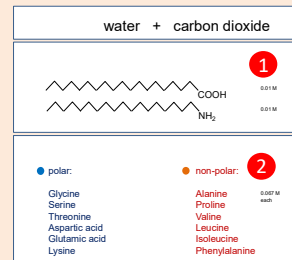 water + carbon dioxide
1
COOH 0.01 M
NH2 0.01 M
2
polar: non-polar:
Glycine Alanine 0.067 M
Serine Proline each
Threonine Valine
Aspartic acid Leucine
Glutamic acid Isoleucine
Lysine Phenylalanine